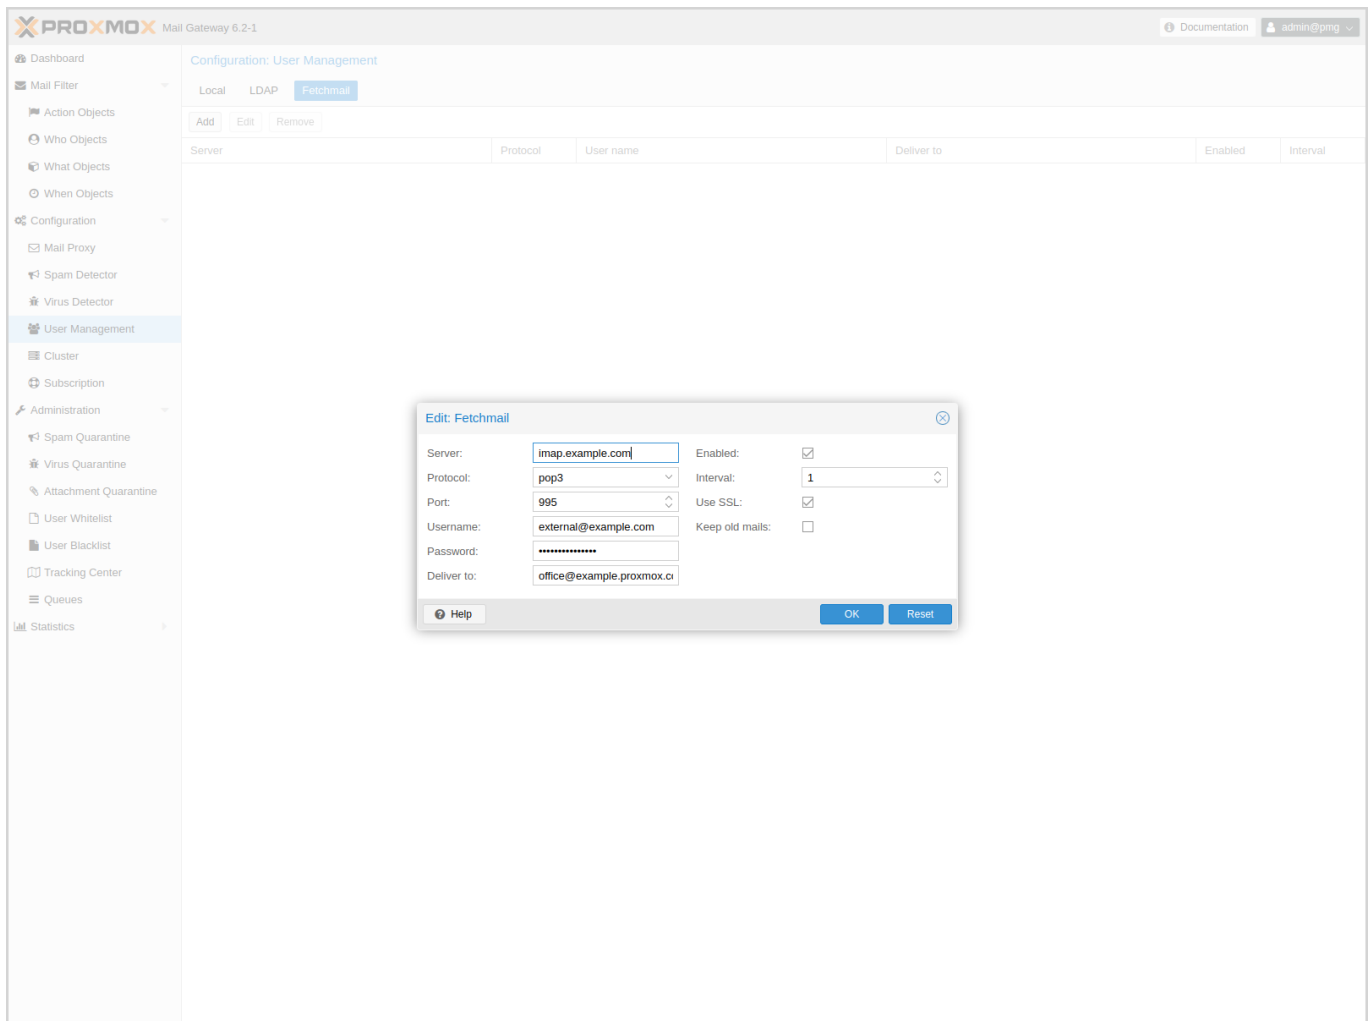 PROXMOX Mail Gateway 6.2-1 Documentation admin@pmg
Dashboard
Mail Filter
Action Objects
Who Objects
What Objects
When Objects
Configuration
Mail Proxy
Spam Detector
Virus Detector
User Management
Cluster
Subscription
Administration
Spam Quarantine
Virus Quarantine
Attachment Quarantine
User Whitelist
User Blacklist
Tracking Center
Queues
Statistics
Configuration: User Management
Local LDAP Fetchmail
Add Edit Remove
Server Protocol User name Deliver to Enabled Interval
Edit: Fetchmail
Server: imap.example.com Enabled:
Protocol: pop3 Interval: 1
Port: 995 Use SSL:
Username: external@example.com Keep old mails:
Password: •••••••••••••••
Deliver to: office@example.proxmox.c
Help OK Reset